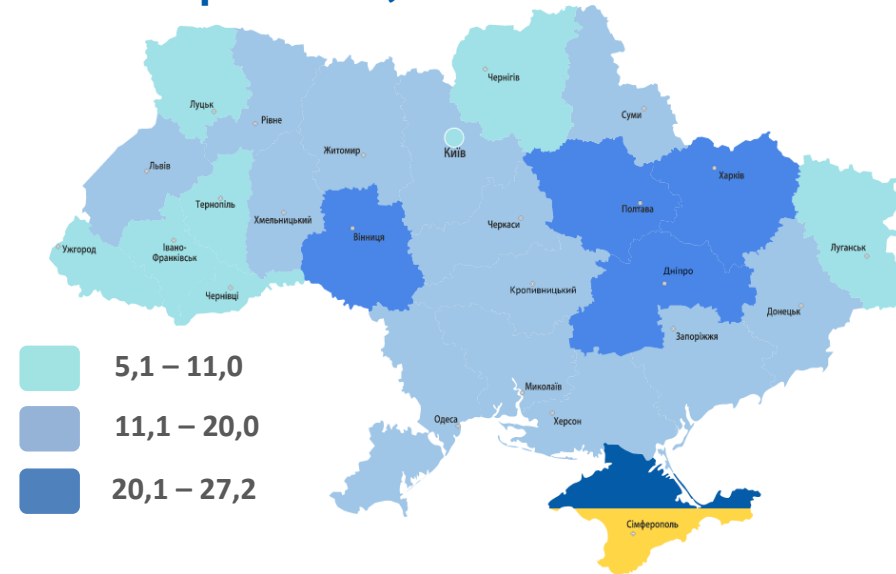 Чернігів
Луцьк
Суми
Рівне
Київ
Житомир
Львів
Харків
Тернопіль
Полтава
Хмельницький
Черкаси
Вінниця
Ужгород
Івано-
Франківськ
Луганськ
Дніпро
Чернівці
Кропивницький
Донецьк
Запоріжжя
5,1 – 11,0
Миколаїв
Одеса
Херсон
11,1 – 20,0
20,1 – 27,2
Сімферополь